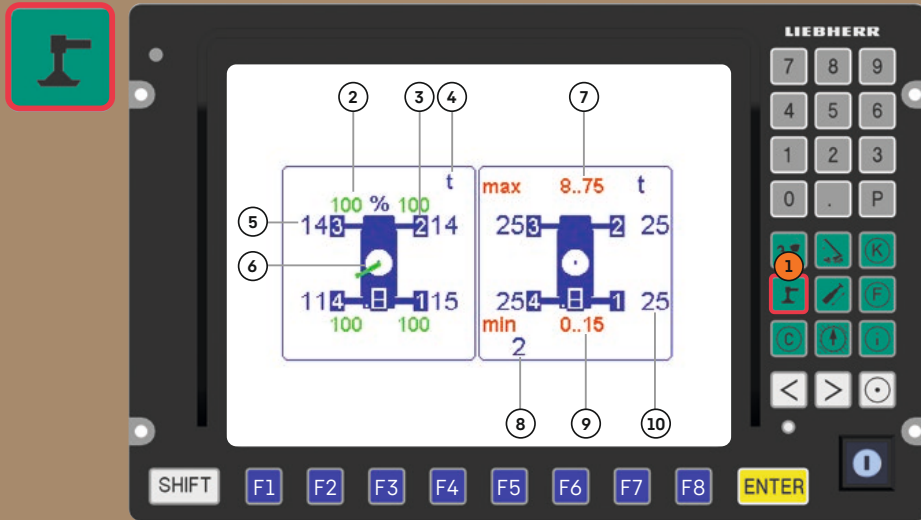 LIEBHERR
7 8 9
4 5 6
1 2 3
0 . P
2 3 4 7
t
100 % 100
5 14 3 2 14
6
11 4 1 15
100 100
max 8..75 t
25 3 2 25
25 4 1 25
min 0..15
2
8 9 10
K
1
F
C i
< >
SHIFT F1 F2 F3 F4 F5 F6 F7 F8 ENTER